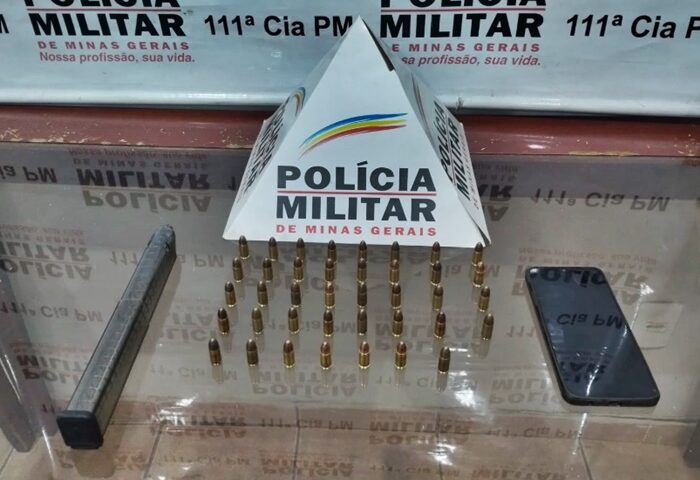 PM
POLÍCIA
MILITAR
DE MINAS GERAIS
Nossa profissão, sua vida.
111ª Cia PM
POLÍCIA
MILITAR
DE MINAS GERAIS
Nossa profissão, sua vida.
111ª Cia PM
POLÍCIA
MILITAR
DE MINAS GERAIS